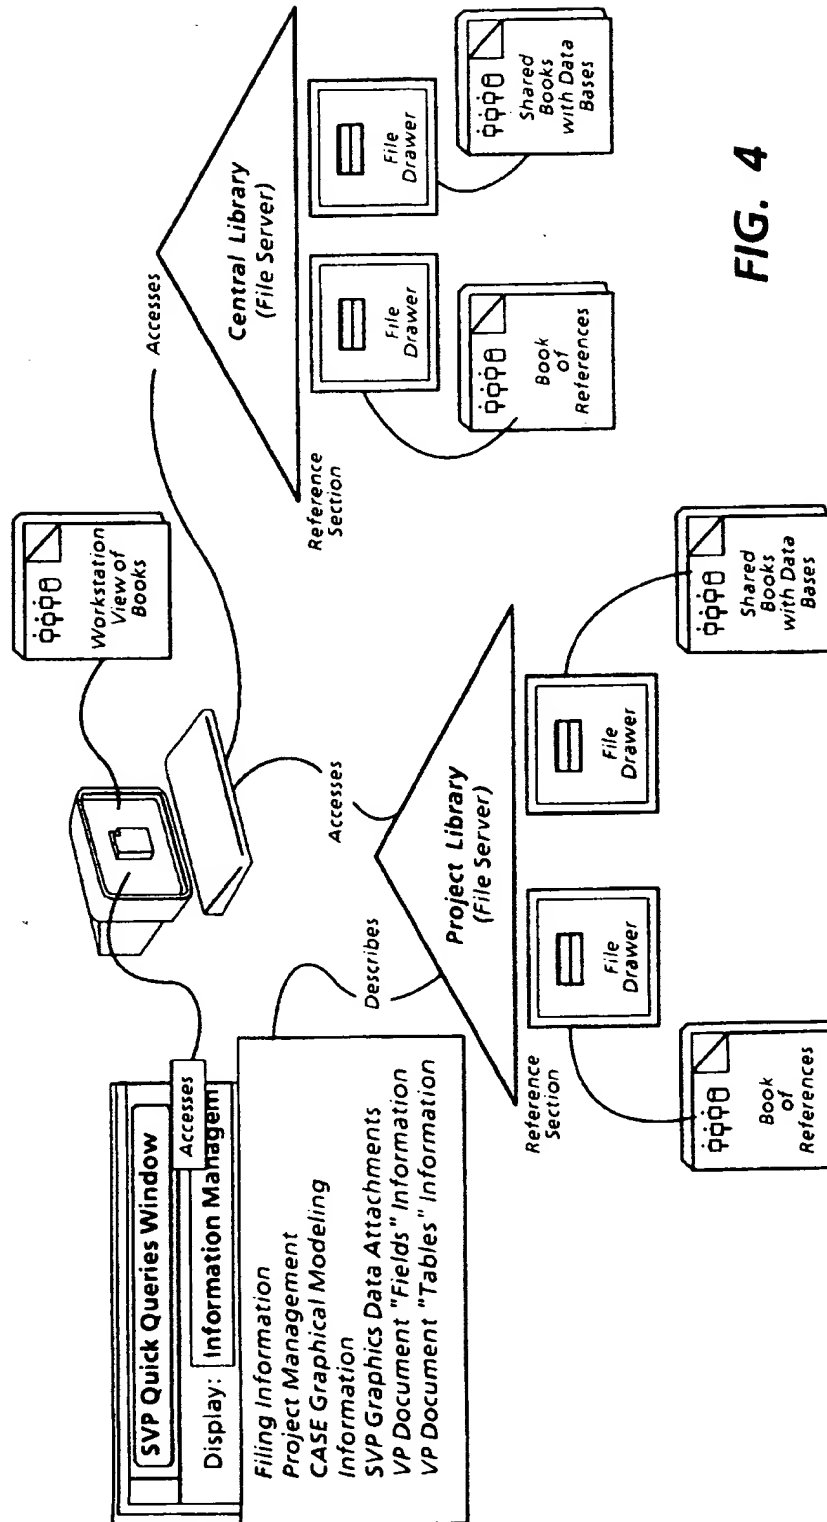 SVP Quick Queries Window
Display: Information Managem
Accesses
Filing Information
Project Management
CASE Graphical Modeling
Information
SVP Graphics Data Attachments
VP Document "Fields" Information
VP Document "Tables" Information
Workstation
View of
Books
Describes
Accesses
Accesses
Project Library
(File Server)
Reference
Section
File
Drawer
File
Drawer
Book
of
References
Shared
Books
with Data
Bases
Central Library
(File Server)
Reference
Section
File
Drawer
File
Drawer
Book
of
References
Shared
Books
with Data
Bases
FIG. 4